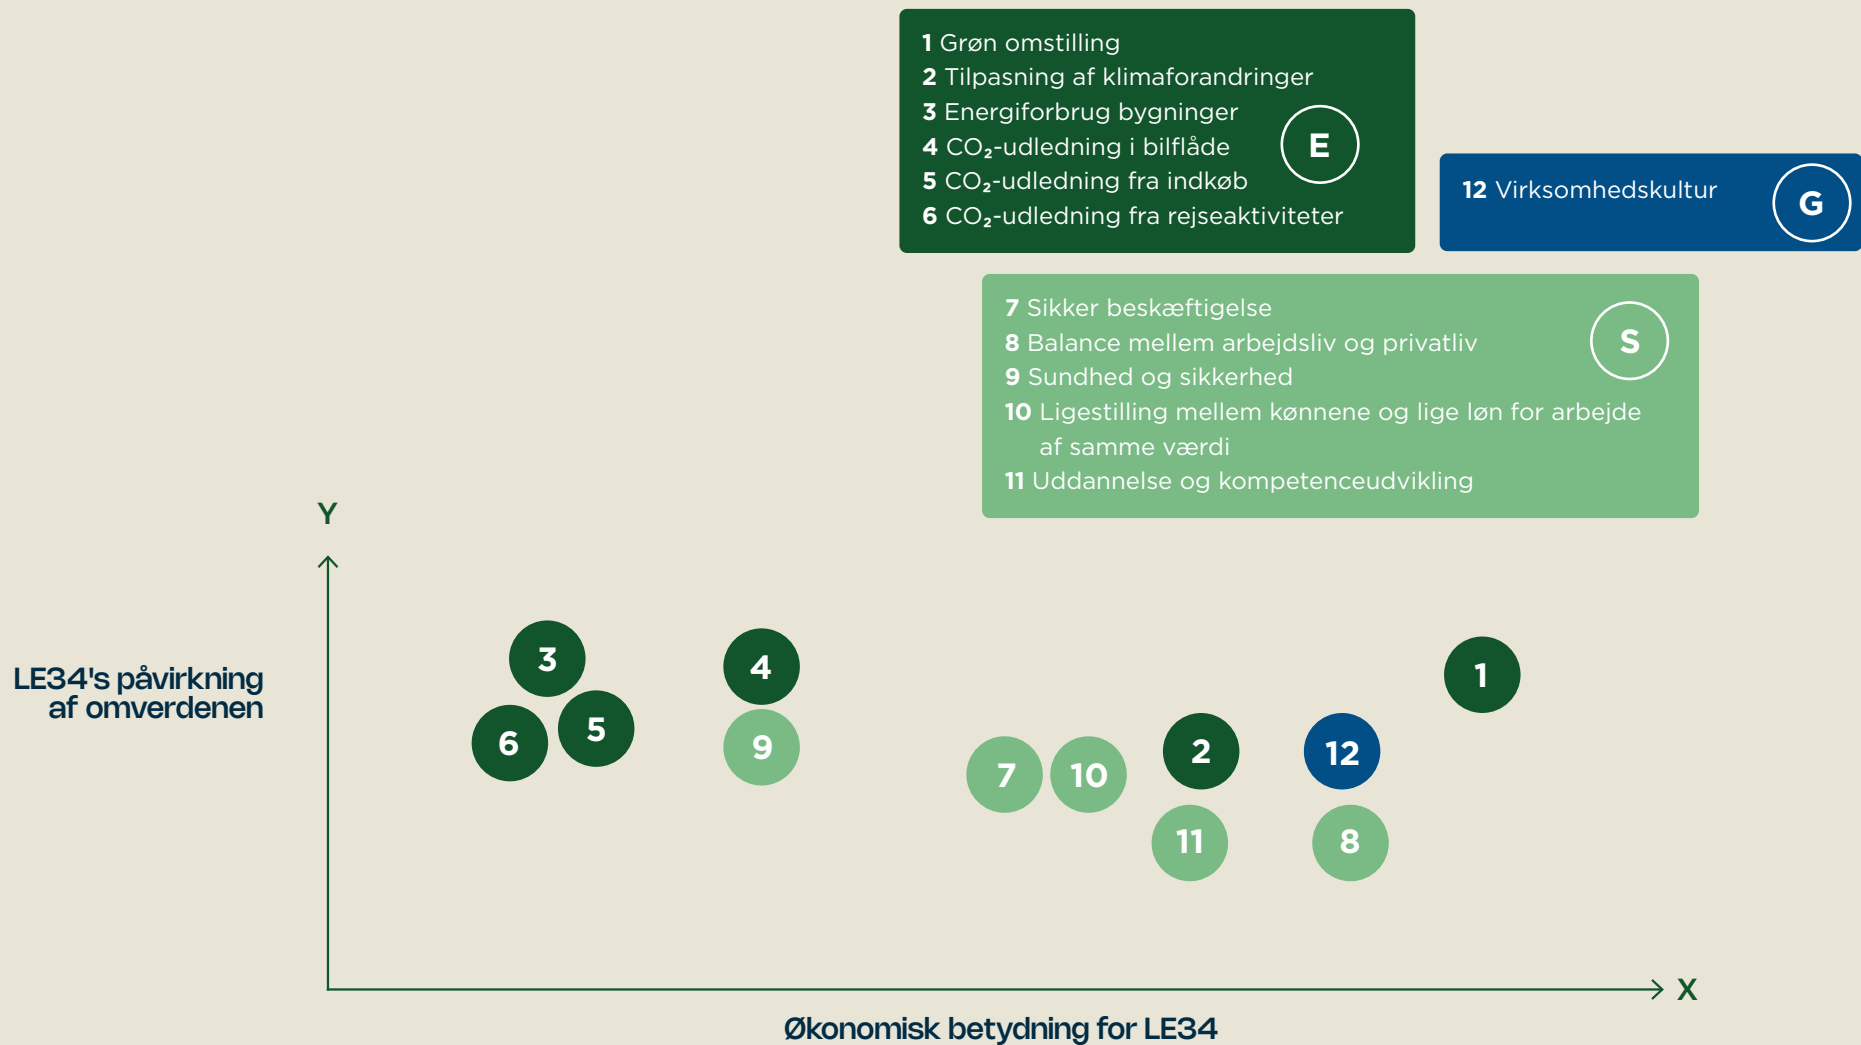 1 Grøn omstilling
2 Tilpasning af klimaforandringer
3 Energiforbrug bygninger
4 CO₂-udledning i bilflåde
5 CO₂-udledning fra indkøb
6 CO₂-udledning fra rejseaktiviteter
E
12 Virksomhedskultur
G
7 Sikker beskæftigelse
8 Balance mellem arbejdsliv og privatliv
9 Sundhed og sikkerhed
10 Ligestilling mellem kønnene og lige løn for arbejde
af samme værdi
11 Uddannelse og kompetenceudvikling
S
Y
LE34's påvirkning
af omverdenen
3
4
1
6
5
9
7
10
2
12
11
8
X
Økonomisk betydning for LE34